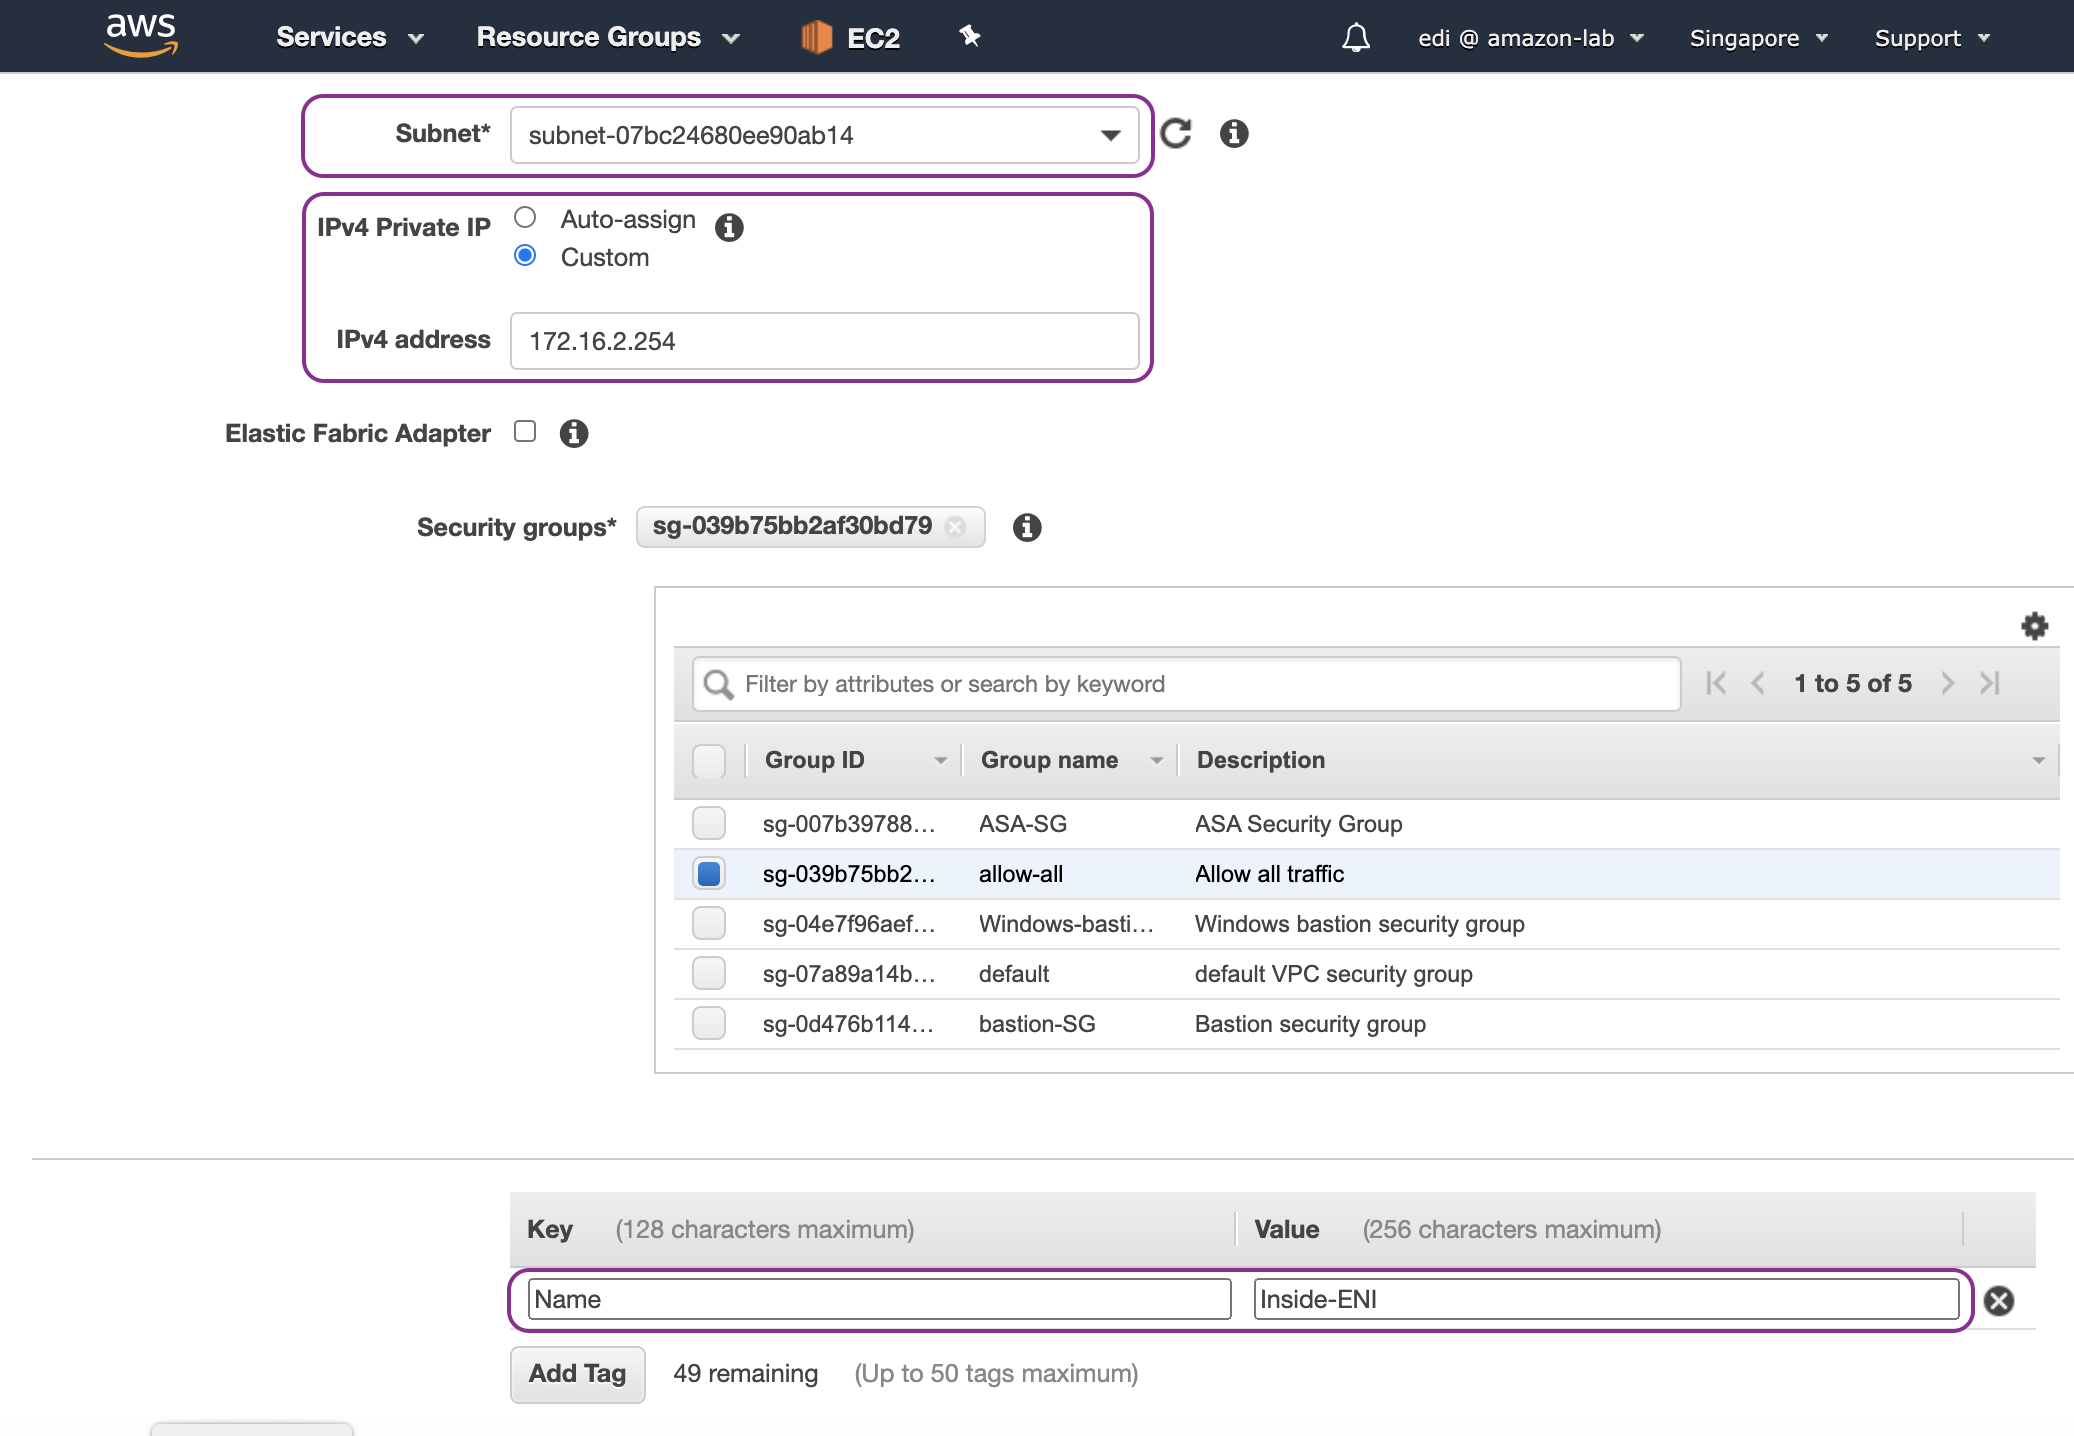 aws Services Resource Groups EC2 edi @ amazon-lab Singapore Support
Subnet* subnet-07bc24680ee90ab14
IPv4 Private IP Auto-assign
Custom
IPv4 address 172.16.2.254
Elastic Fabric Adapter
Security groups* sg-039b75bb2af30bd79
Filter by attributes or search by keyword 1 to 5 of 5
Group ID Group name Description
sg-007b39788... ASA-SG ASA Security Group
sg-039b75bb2... allow-all Allow all traffic
sg-04e7f96aef... Windows-basti... Windows bastion security group
sg-07a89a14b... default default VPC security group
sg-0d476b114... bastion-SG Bastion security group
Key (128 characters maximum) Value (256 characters maximum)
Name Inside-ENI
Add Tag 49 remaining (Up to 50 tags maximum)